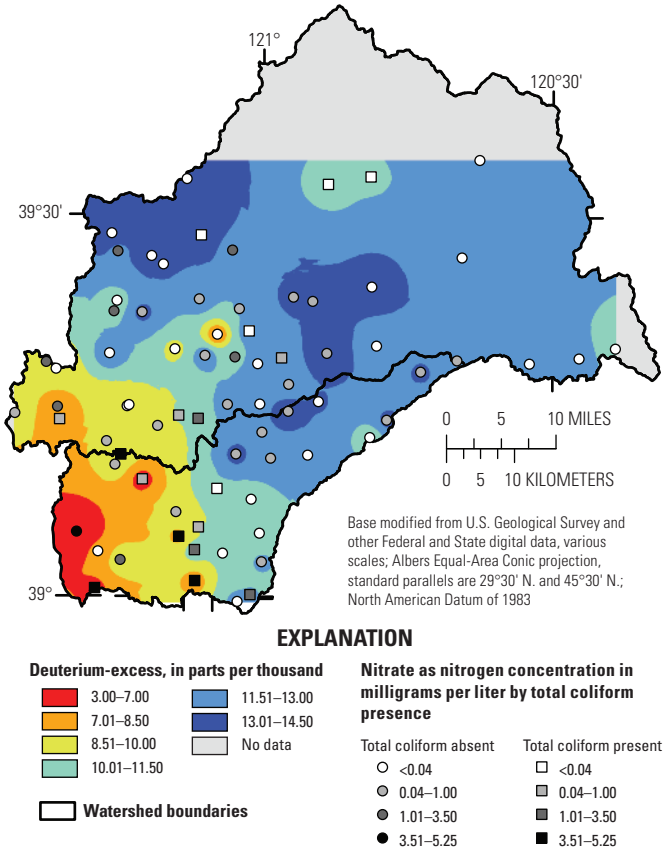 121°
120°30'
39°30'
0 5 10 MILES
0 5 10 KILOMETERS
Base modified from U.S. Geological Survey and
other Federal and State digital data, various
scales; Albers Equal-Area Conic projection,
standard parallels are 29°30' N. and 45°30' N.;
North American Datum of 1983
39°
EXPLANATION
Deuterium-excess, in parts per thousand
3.00–7.00
7.01–8.50
8.51–10.00
10.01–11.50
11.51–13.00
13.01–14.50
No data
Watershed boundaries
Nitrate as nitrogen concentration in
milligrams per liter by total coliform
presence
Total coliform absent
<0.04
0.04–1.00
1.01–3.50
3.51–5.25
Total coliform present
<0.04
0.04–1.00
1.01–3.50
3.51–5.25